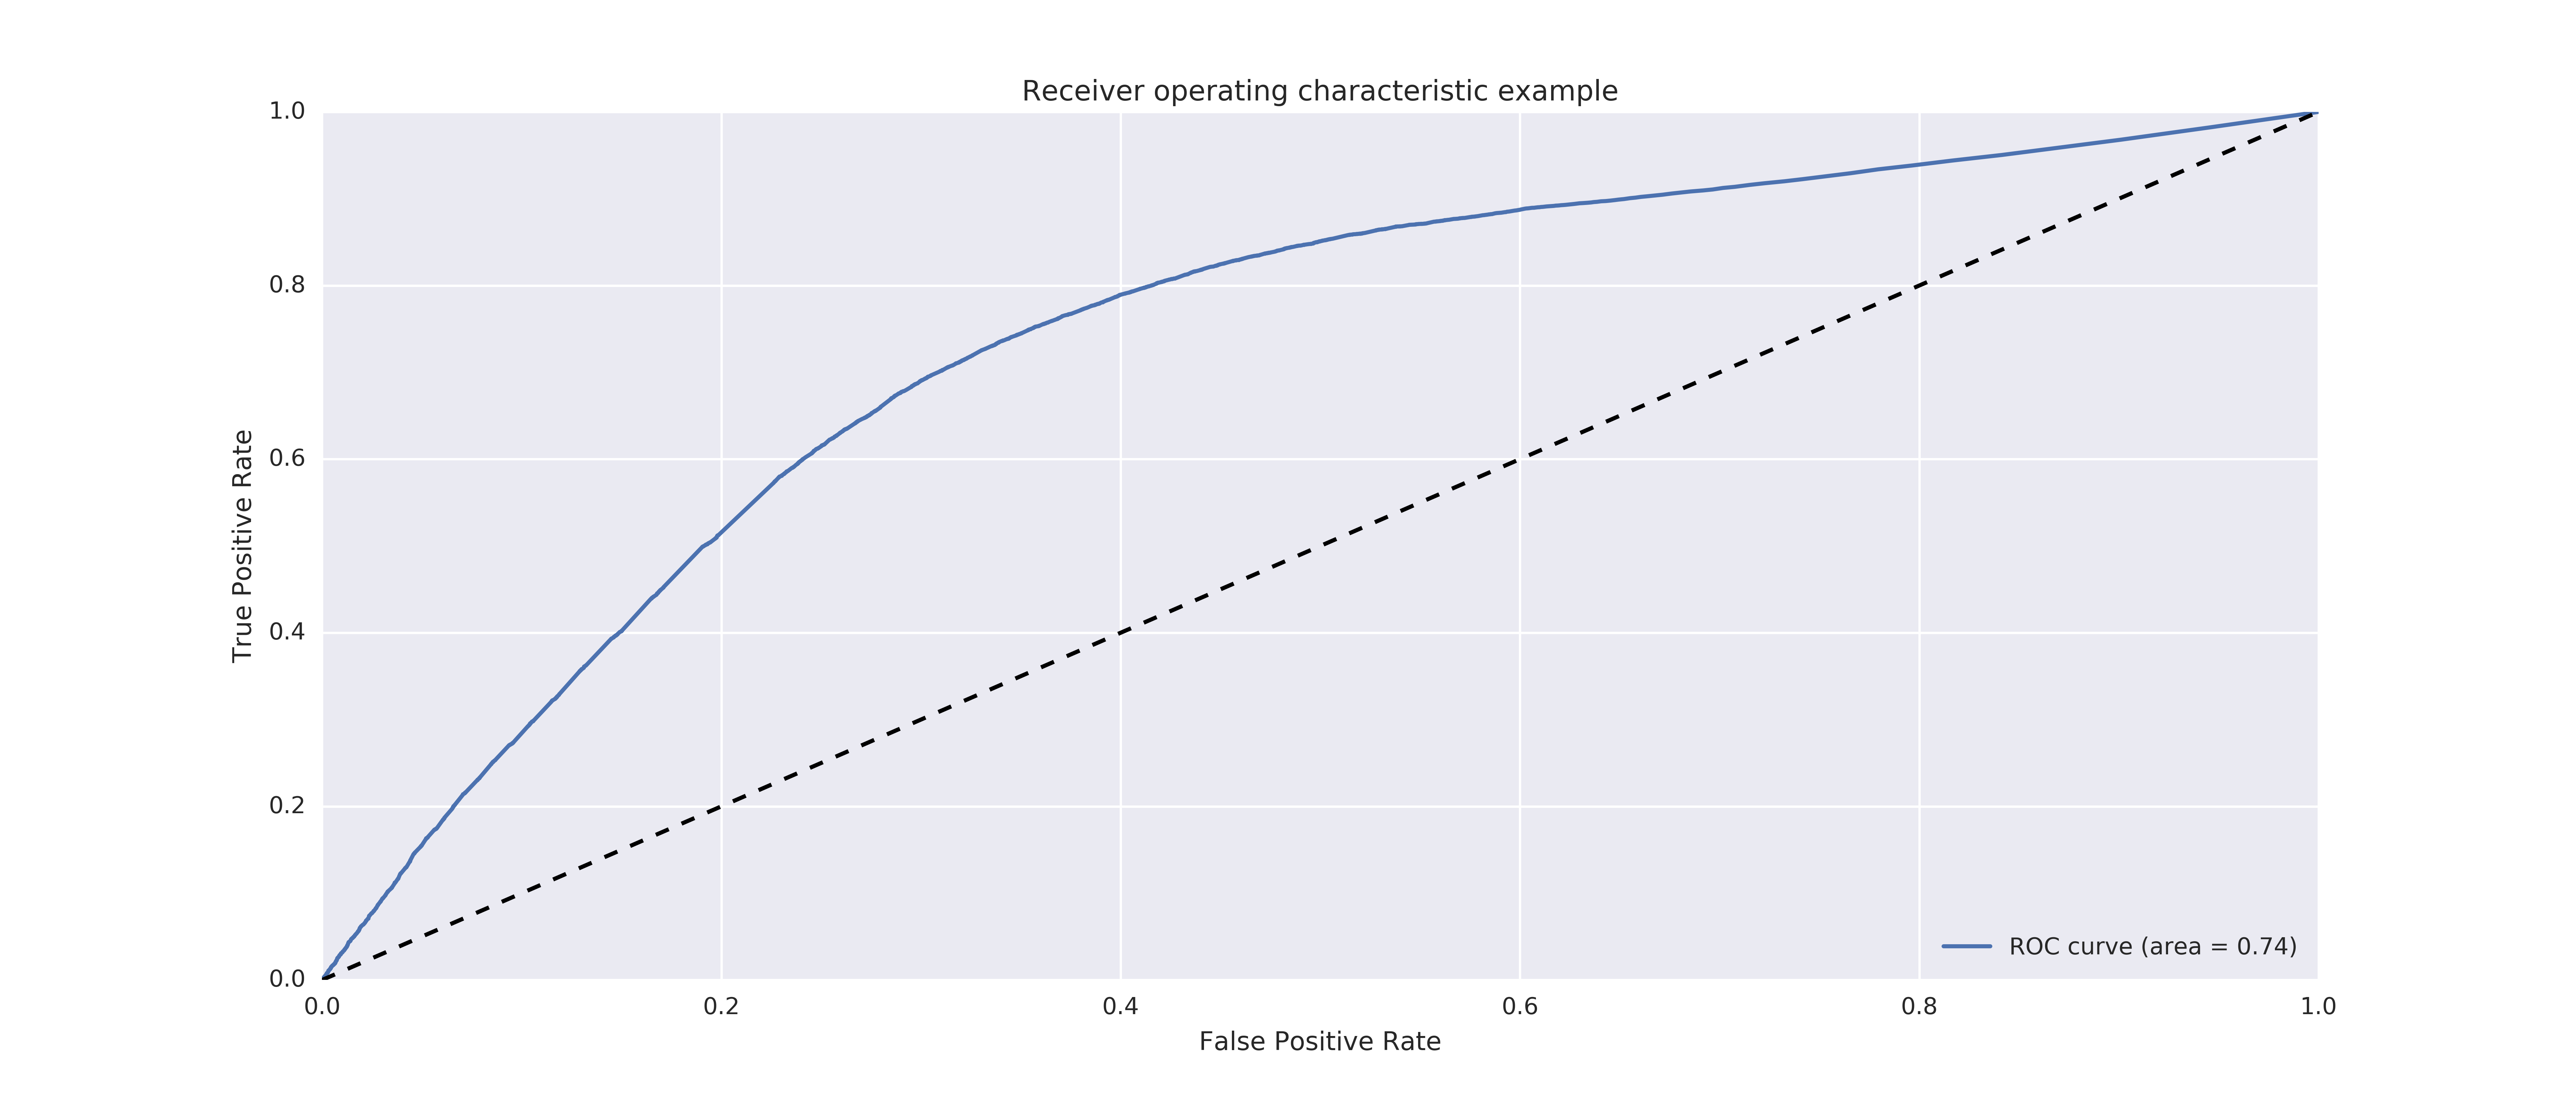 Receiver operating characteristic example
1.0
0.8
0.6
0.4
0.2
0.0
True Positive Rate
ROC curve (area = 0.74)
0.0 0.2 0.4 0.6 0.8 1.0
False Positive Rate